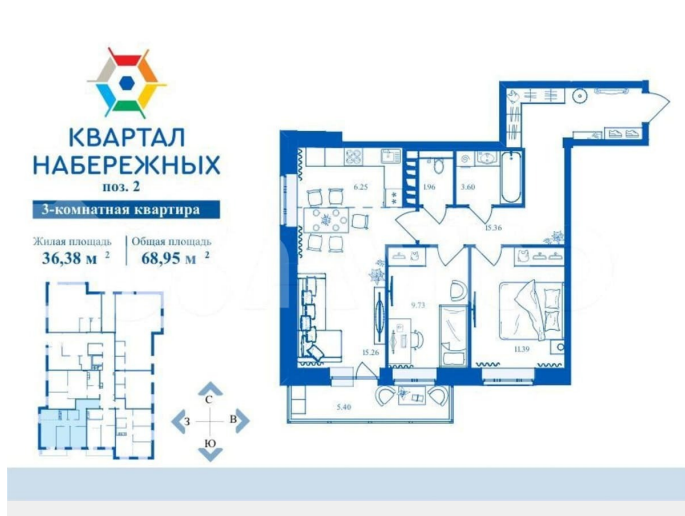 КВАРТАЛ
НАБЕРЕЖНЫХ
поз. 2
3-комнатная квартира
Жилая площадь
36,38 м ²
Общая площадь
68,95 м ²
6.25
1.96
3.60
15.36
9.73
15.26
11.39
5.40
С
З
В
Ю